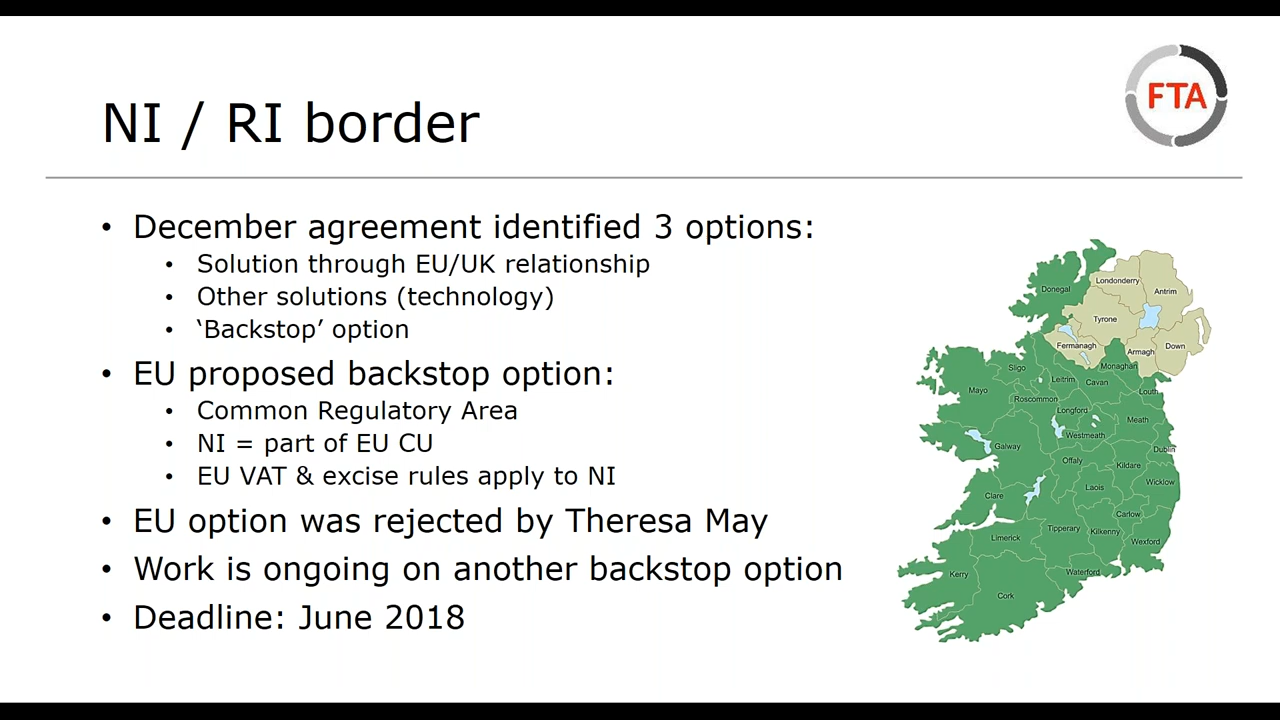 FTA
NI / RI border
• December agreement identified 3 options:
• Solution through EU/UK relationship
• Other solutions (technology)
• ‘Backstop’ option
• EU proposed backstop option:
• Common Regulatory Area
• NI = part of EU CU
• EU VAT & excise rules apply to NI
• EU option was rejected by Theresa May
• Work is ongoing on another backstop option
• Deadline: June 2018
Londonderry
Donegal
Antrim
Tyrone
Fermanagh
Down
Armagh
Monaghan
Sligo
Leitrim
Cavan
Louth
Mayo
Roscommon
Longford
Meath
Westmeath
Galway
Dublin
Offaly
Kildare
Wicklow
Laois
Clare
Carlow
Tipperary
Kilkenny
Limerick
Wexford
Kerry
Waterford
Cork